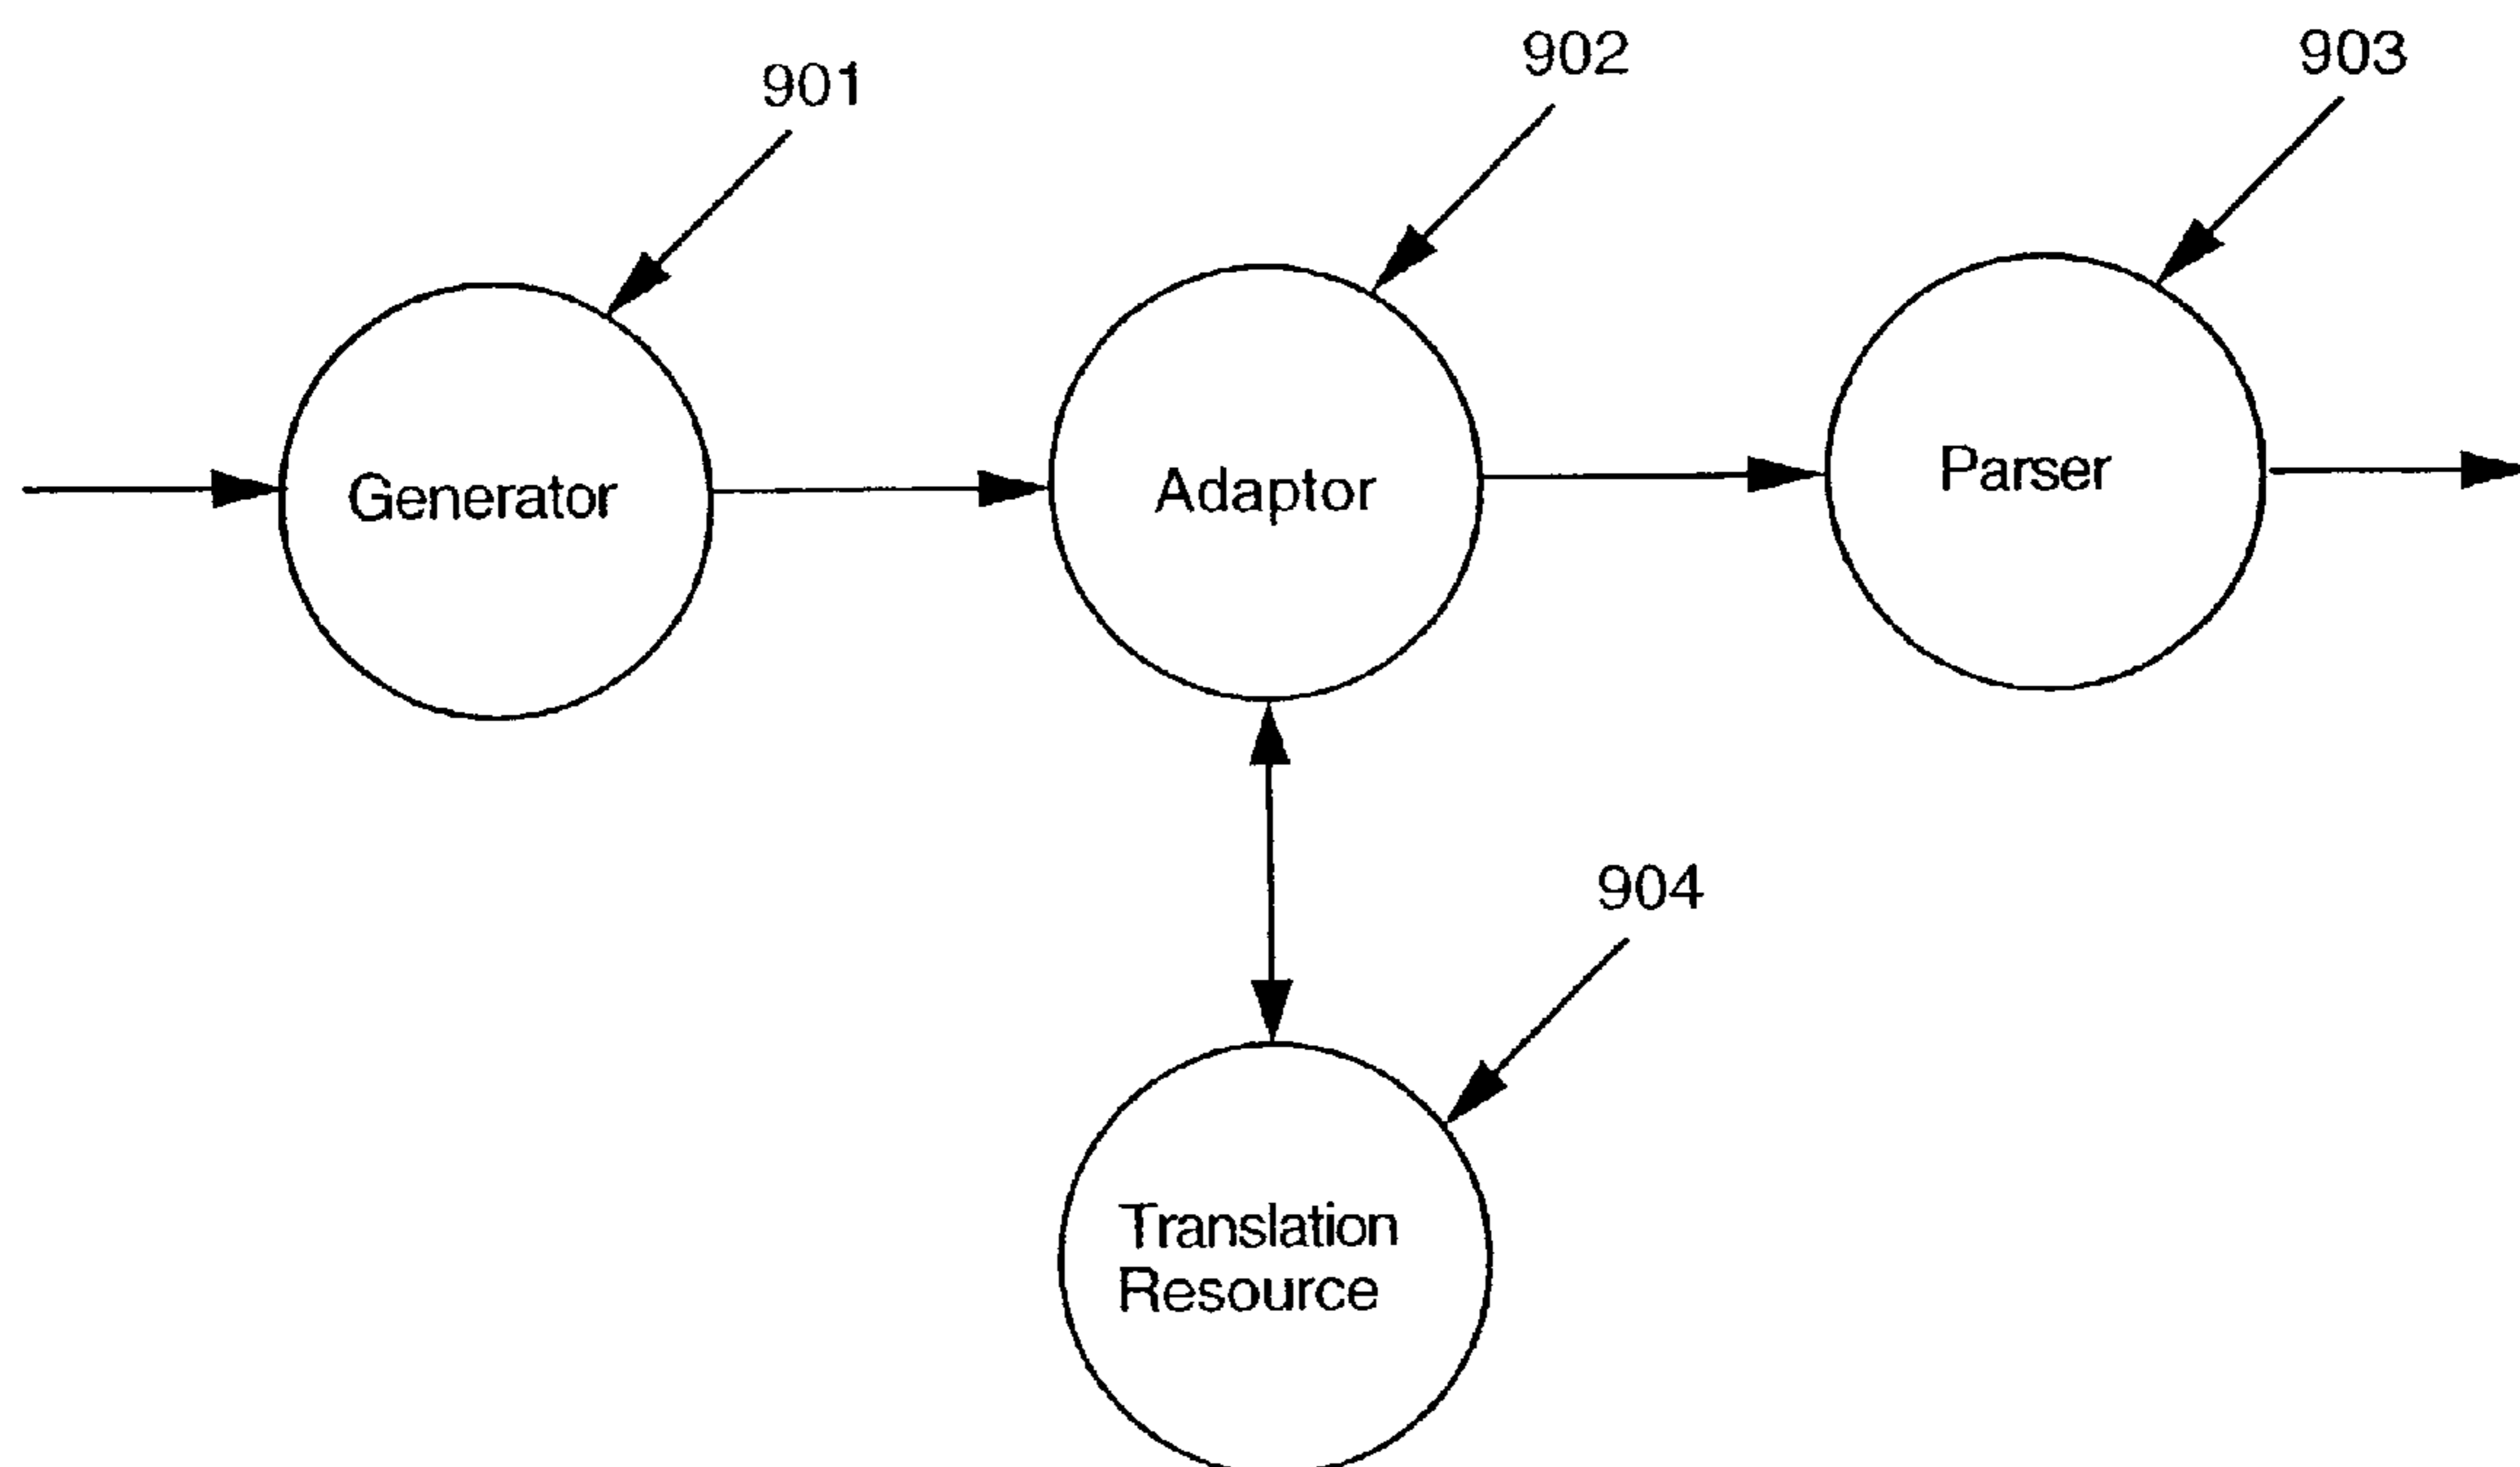 901
902
903
Generator
Adaptor
Parser
904
Translation
Resource